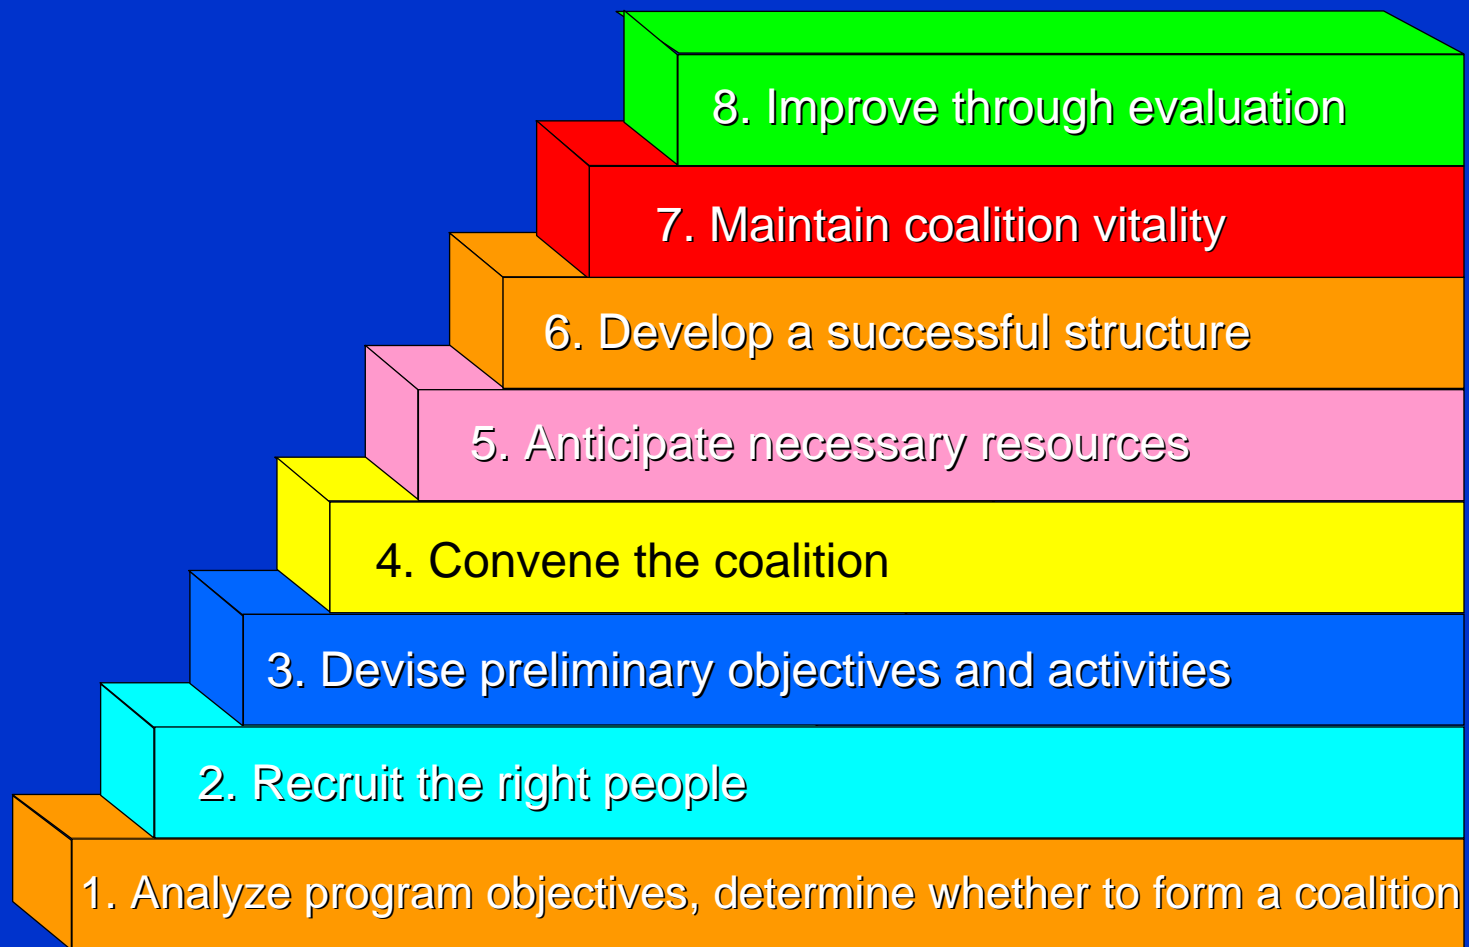 8. Improve through evaluation
7. Maintain coalition vitality
6. Develop a successful structure
5. Anticipate necessary resources
4. Convene the coalition
3. Devise preliminary objectives and activities
2. Recruit the right people
1. Analyze program objectives, determine whether to form a coalition